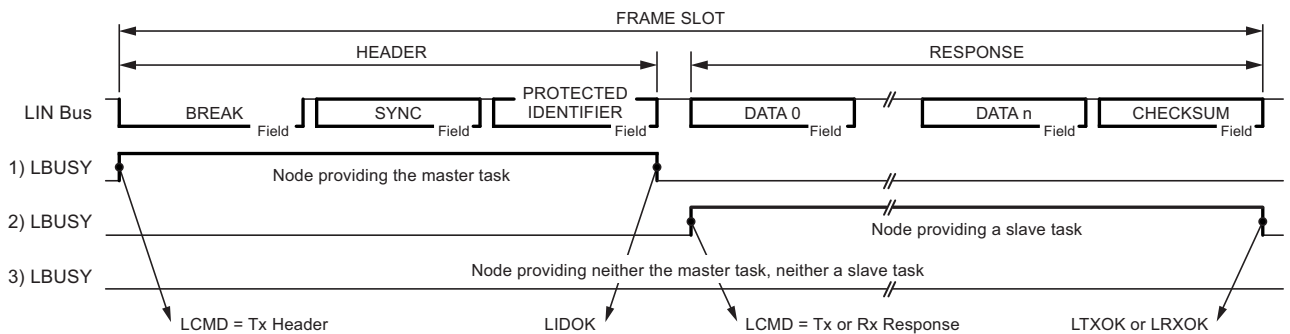 FRAME SLOT
HEADER
RESPONSE
LIN Bus
BREAK
Field
SYNC
Field
PROTECTED
IDENTIFIER
Field
DATA 0
Field
DATA n
Field
CHECKSUM
Field
1) LBUSY
Node providing the master task
2) LBUSY
Node providing a slave task
3) LBUSY
Node providing neither the master task, neither a slave task
LCMD = Tx Header
LIDOK
LCMD = Tx or Rx Response
LTXOK or LRXOK